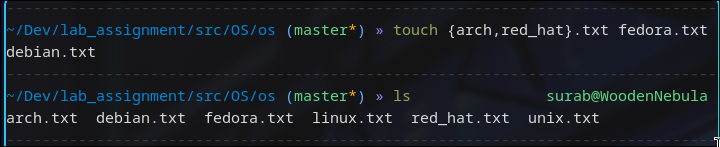 ~/Dev/lab_assignment/src/OS/os (master*) » touch {arch,red_hat}.txt fedora.txt
debian.txt
~/Dev/lab_assignment/src/OS/os (master*) » ls surab@WoodenNebula
arch.txt debian.txt fedora.txt linux.txt red_hat.txt unix.txt